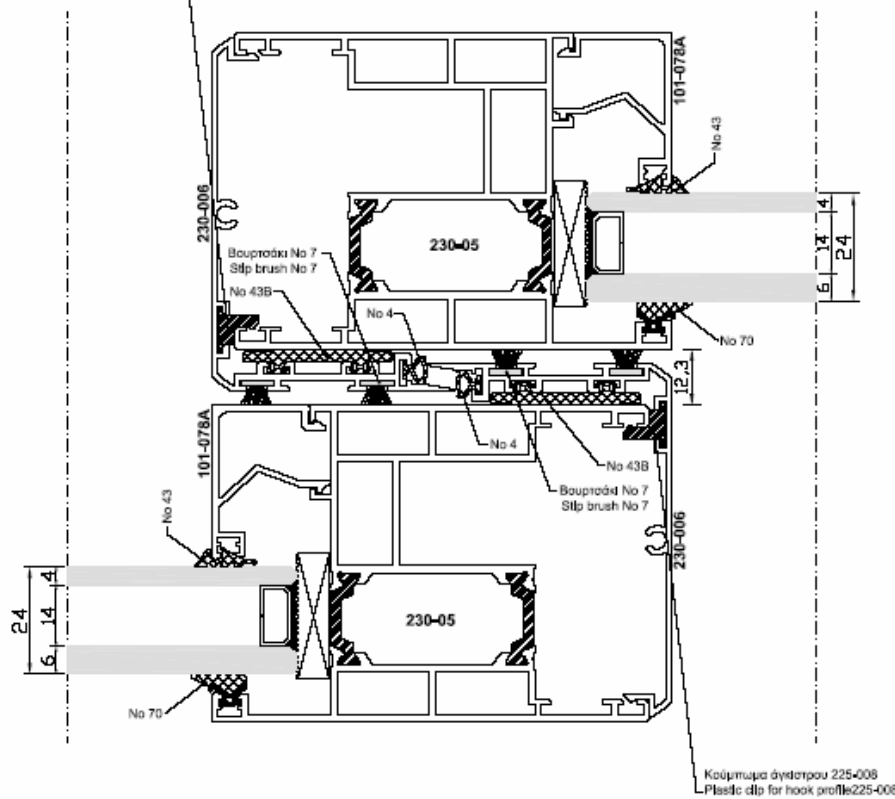 101-078A
No 43
230-006
4
14
24
6
230-05
Βουρτσάκι No 7
Stip brush No 7
No 43B
No 4
No 70
12,3
101-078A
No 4
No 43B
Βουρτσάκι No 7
Stip brush No 7
No 43
230-006
4
14
24
6
230-05
No 70
Κούμπωμα άγκιστρου 225-008
Plastic clip for hook profile225-008